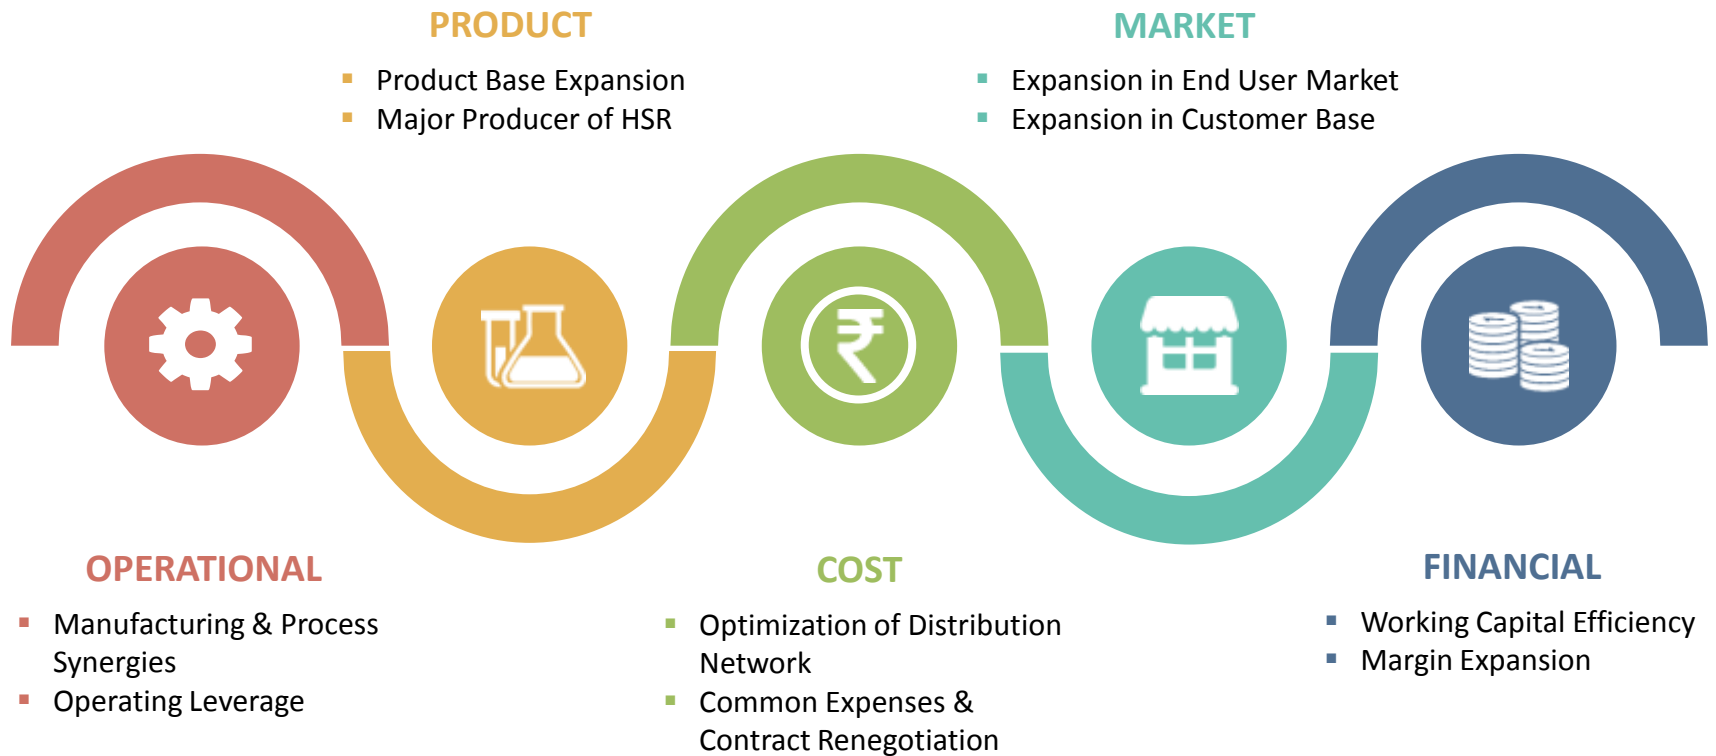 PRODUCT
▪ Product Base Expansion
▪ Major Producer of HSR
MARKET
▪ Expansion in End User Market
▪ Expansion in Customer Base
₹
OPERATIONAL
▪ Manufacturing & Process
Synergies
▪ Operating Leverage
COST
▪ Optimization of Distribution
Network
▪ Common Expenses &
Contract Renegotiation
FINANCIAL
▪ Working Capital Efficiency
▪ Margin Expansion